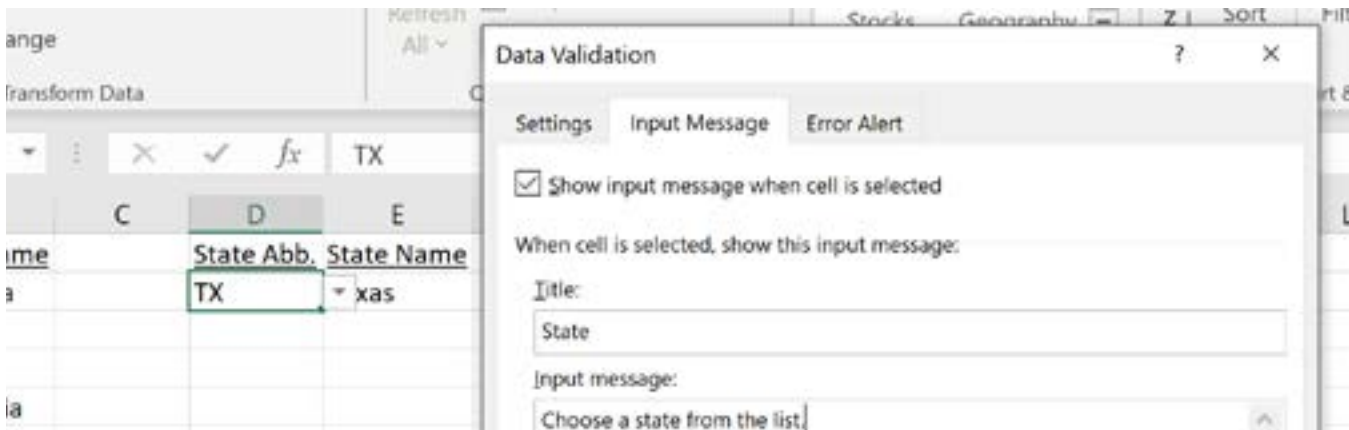 Refresh
All
Stocks
Geography
Sort
ange
Transform Data
Data Validation
?
Settings
Input Message
Error Alert
fx
TX
Show input message when cell is selected
C
D
E
When cell is selected, show this input message:
State Abb.
State Name
TX
xas
Title:
State
Input message:
Choose a state from the list.